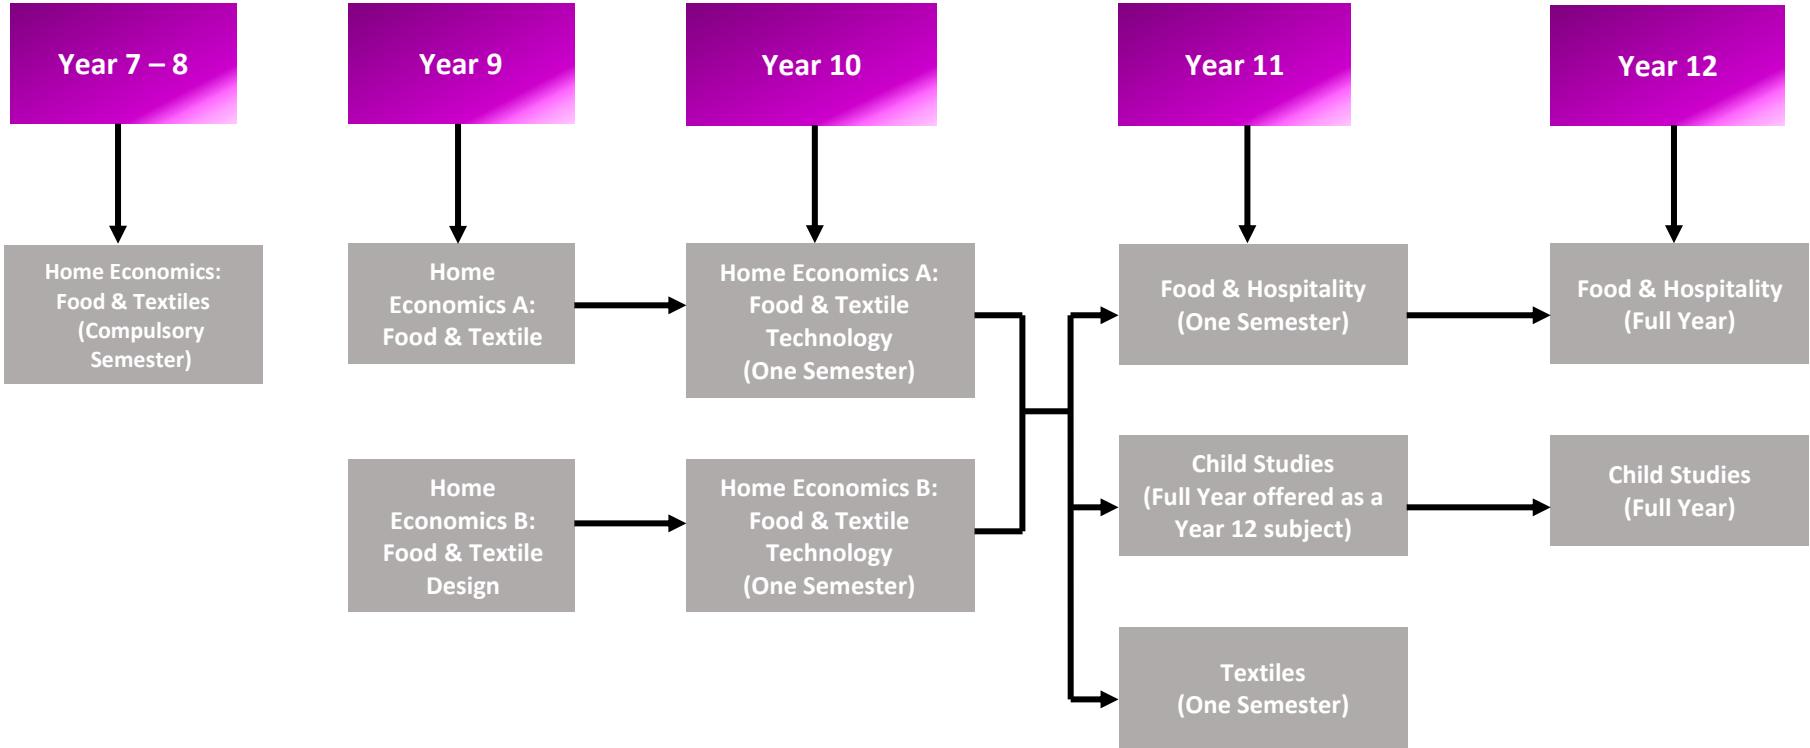 Year 7 – 8
Year 9
Year 10
Year 11
Year 12
Home Economics:
Food & Textiles
(Compulsory
Semester)
Home
Economics A:
Food & Textile
Home Economics A:
Food & Textile
Technology
(One Semester)
Food & Hospitality
(One Semester)
Food & Hospitality
(Full Year)
Home
Economics B:
Food & Textile
Design
Home Economics B:
Food & Textile
Technology
(One Semester)
Child Studies
(Full Year offered as a
Year 12 subject)
Child Studies
(Full Year)
Textiles
(One Semester)